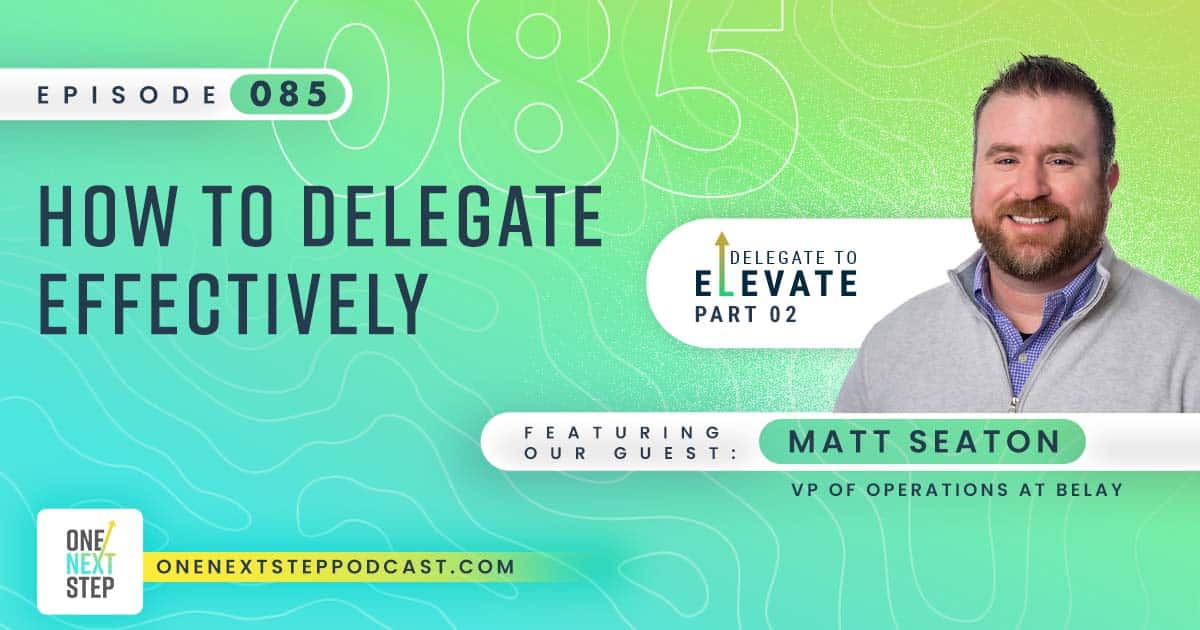 085
EPISODE 085
HOW TO DELEGATE
EFFECTIVELY
DELEGATE TO
ELEVATE
PART 02
FEATURING
OUR GUEST:
MATT SEATON
VP OF OPERATIONS AT BELAY
ONE
NEXT
STEP
ONENEXTSTEPPODCAST.COM